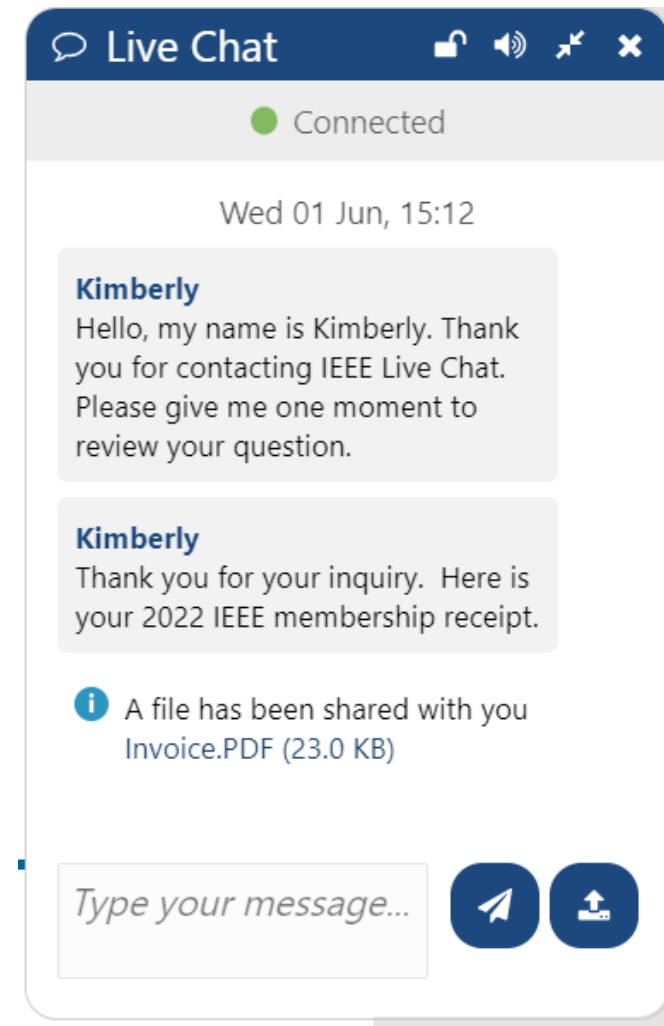 Live Chat
Connected
Wed 01 Jun, 15:12
Kimberly
Hello, my name is Kimberly. Thank
you for contacting IEEE Live Chat.
Please give me one moment to
review your question.
Kimberly
Thank you for your inquiry.  Here is
your 2022 IEEE membership receipt.
A file has been shared with you
Invoice.PDF (23.0 KB)
Type your message...